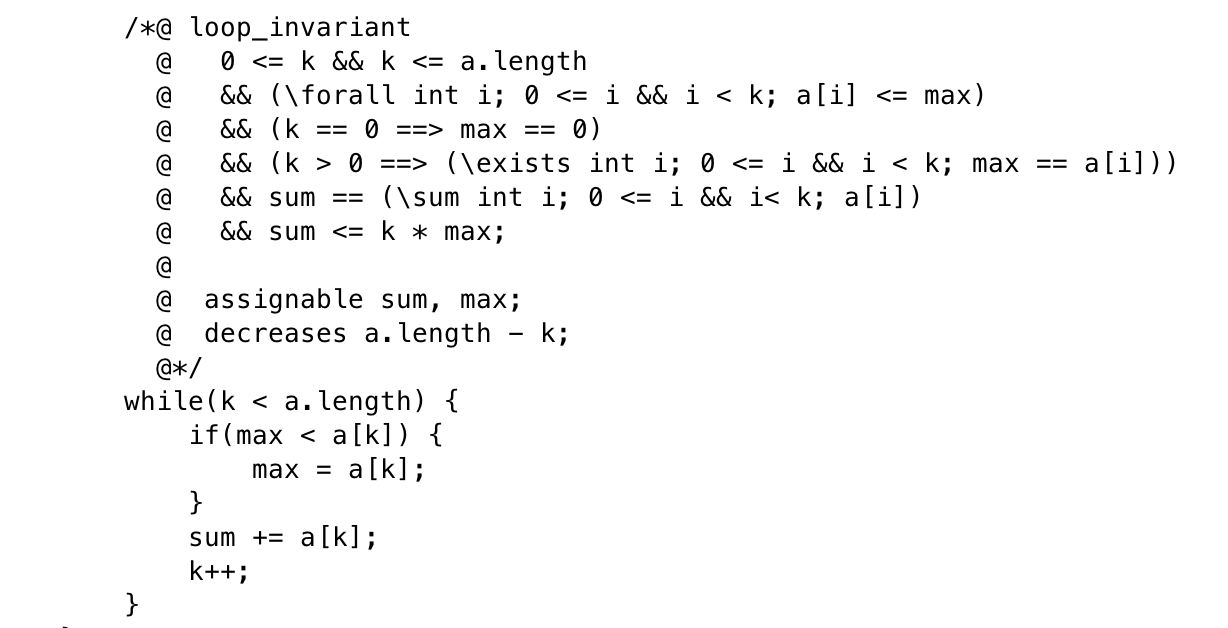 /*@ loop_invariant
  @   0 <= k && k <= a.length
  @   && (\forall int i; 0 <= i && i < k; a[i] <= max)
  @   && (k == 0 ==> max == 0)
  @   && (k > 0 ==> (\exists int i; 0 <= i && i < k; max == a[i]))
  @   && sum == (\sum int i; 0 <= i && i< k; a[i])
  @   && sum <= k * max;
  @
  @  assignable sum, max;
  @  decreases a.length - k;
  @*/
while(k < a.length) {
    if(max < a[k]) {
        max = a[k];
    }
    sum += a[k];
    k++;
}